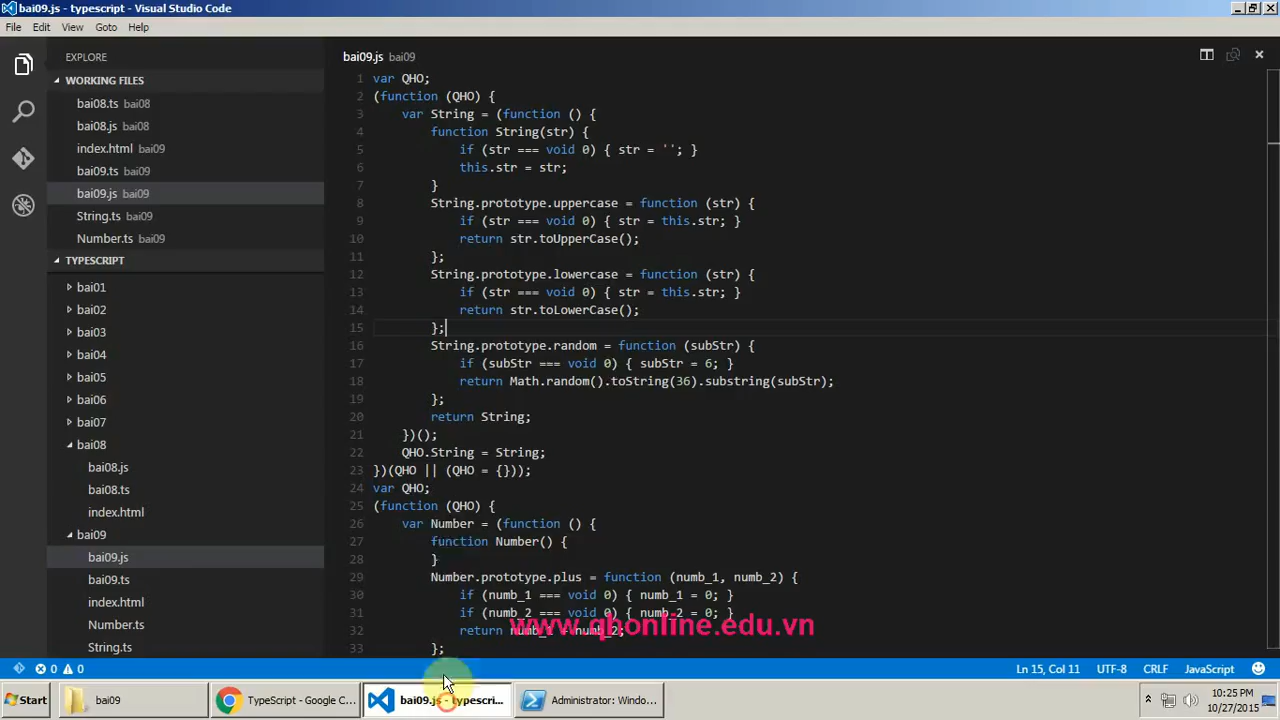 bai09.js - typescript - Visual Studio Code
File Edit View Goto Help
EXPLORE
WORKING FILES
bai08.ts bai08
bai08.js bai08
index.html bai09
bai09.ts bai09
bai09.js bai09
String.ts bai09
Number.ts bai09
TYPESCRIPT
bai01
bai02
bai03
bai04
bai05
bai06
bai07
bai08
bai08.js
bai08.ts
index.html
bai09
bai09.js
bai09.ts
index.html
Number.ts
String.ts
bai09.js bai09
1 var QHO;
2 (function (QHO) {
3 var String = (function () {
4 function String(str) {
5 if (str === void 0) { str = ''; }
6 this.str = str;
7 }
8 String.prototype.uppercase = function (str) {
9 if (str === void 0) { str = this.str; }
10 return str.toUpperCase();
11 };
12 String.prototype.lowercase = function (str) {
13 if (str === void 0) { str = this.str; }
14 return str.toLowerCase();
15 };
16 String.prototype.random = function (subStr) {
17 if (subStr === void 0) { subStr = 6; }
18 return Math.random().toString(36).substring(subStr);
19 };
20 return String;
21 })();
22 QHO.String = String;
23 })(QHO || (QHO = {}));
24 var QHO;
25 (function (QHO) {
26 var Number = (function () {
27 function Number() {
28 }
29 Number.prototype.plus = function (numb_1, numb_2) {
30 if (numb_1 === void 0) { numb_1 = 0; }
31 if (numb_2 === void 0) { numb_2 = 0; }
32 return numb_1 + numb_2;
33 };
www.qhonline.edu.vn
0 0
Ln 15, Col 11 UTF-8 CRLF JavaScript
Start bai09 TypeScript - Google C... bai09.js - typescri... Administrator: Windo...
10:25 PM
10/27/2015